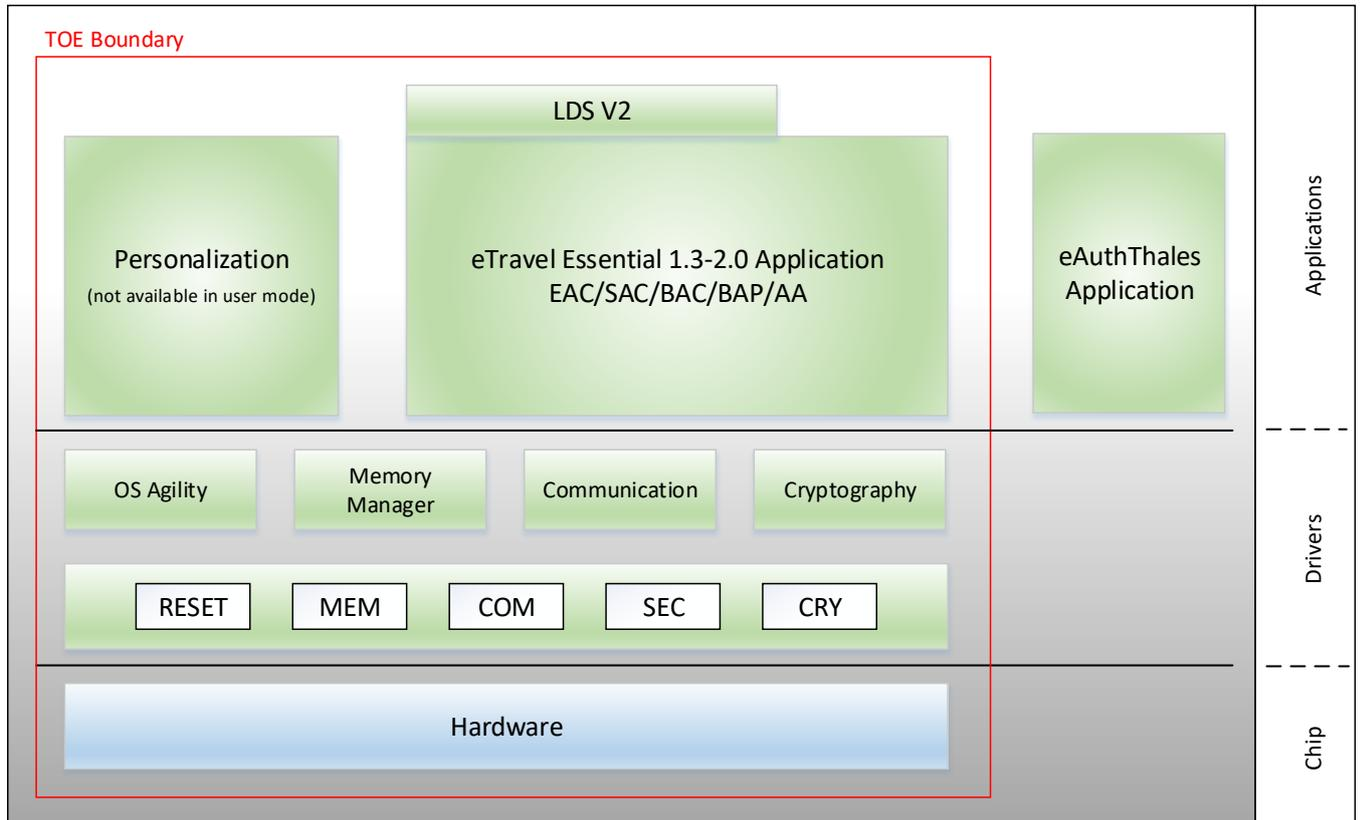 TOE Boundary
LDS V2
Personalization
(not available in user mode)
eTravel Essential 1.3-2.0 Application
EAC/SAC/BAC/BAP/AA
eAuthThales
Application
Applications
OS Agility
Memory
Manager
Communication
Cryptography
Drivers
RESET
MEM
COM
SEC
CRY
Hardware
Chip